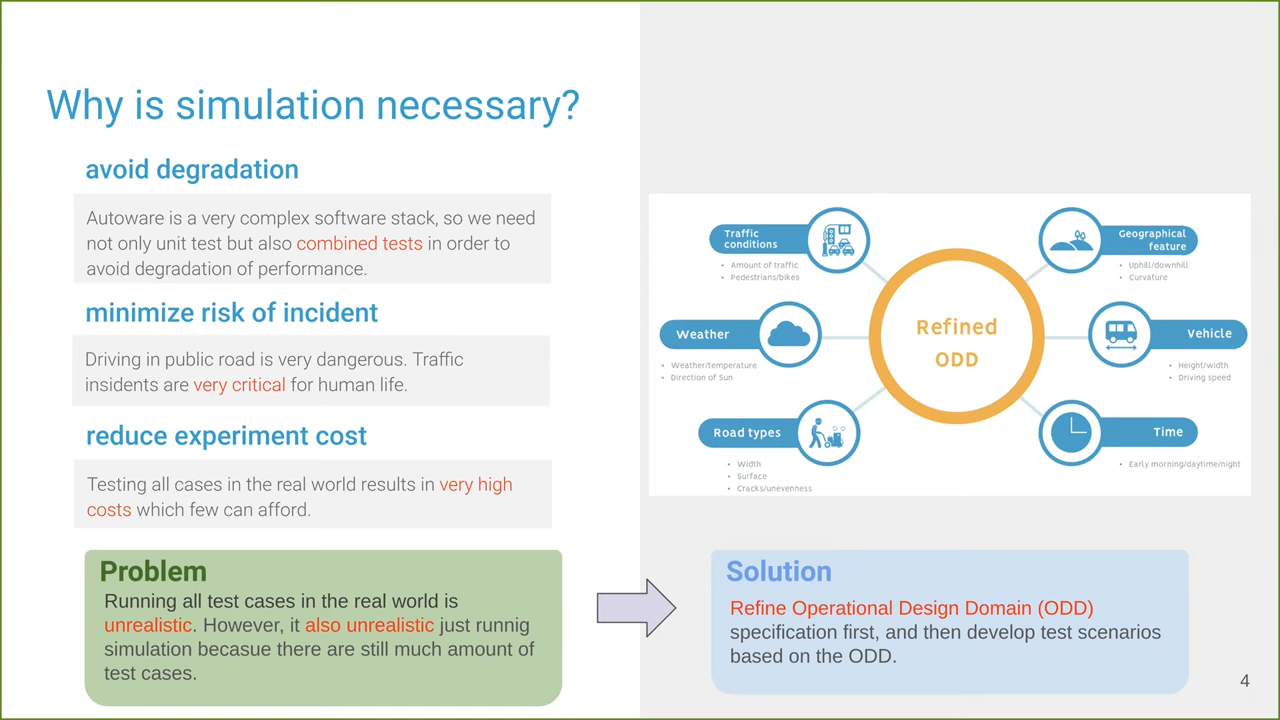 Why is simulation necessary?
avoid degradation
Autoware is a very complex software stack, so we need
not only unit test but also combined tests in order to
avoid degradation of performance.
minimize risk of incident
Driving in public road is very dangerous. Traffic
insidents are very critical for human life.
reduce experiment cost
Testing all cases in the real world results in very high
costs which few can afford.
Problem
Running all test cases in the real world is
unrealistic. However, it also unrealistic just runnig
simulation becasue there are still much amount of
test cases.
Traffic
conditions
• Amount of traffic
• Pedestrians/bikes
Weather
• Weather/temperature
• Direction of Sun
Road types
• Width
• Surface
• Cracks/unevenness
Refined
ODD
Geographical
feature
• Uphill/downhill
• Curvature
Vehicle
• Height/width
• Driving speed
Time
• Early morning/daytime/night
Solution
Refine Operational Design Domain (ODD)
specification first, and then develop test scenarios
based on the ODD.
4